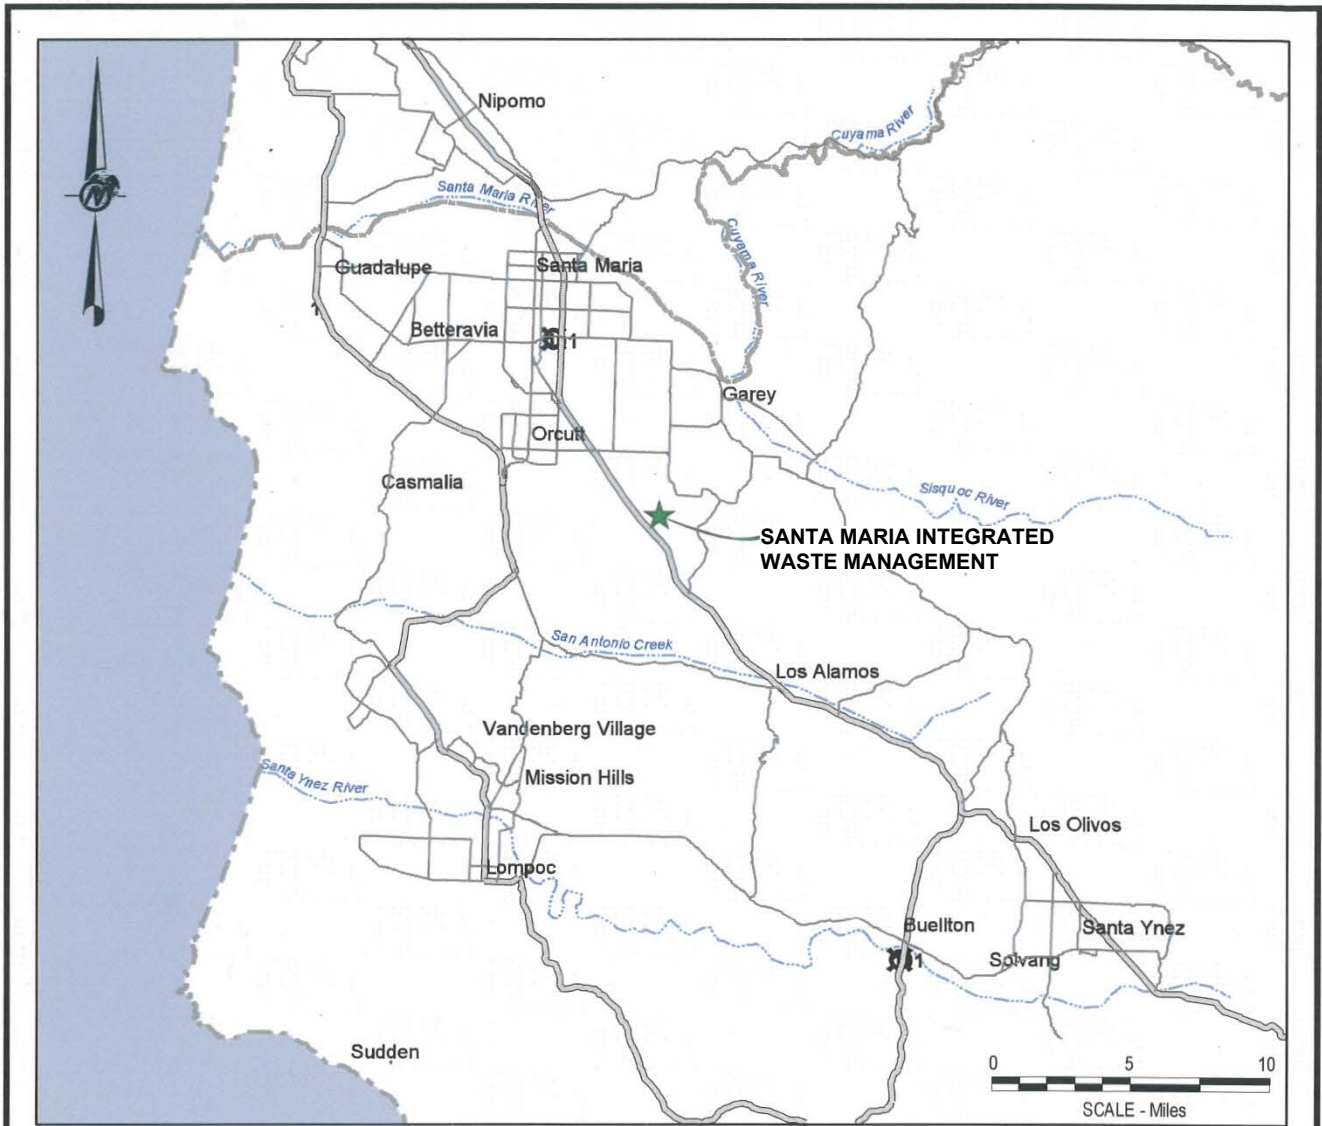 Nipomo
Cuyama River
Santa Maria River
Cuyama River
Guadalupe
Santa Maria
1
Betteravia
Garey
Orcutt
Casmalia
Sisquoc River
SANTA MARIA INTEGRATED
WASTE MANAGEMENT
San Antonio Creek
Los Alamos
Vandenberg Village
Santa Ynez River
Mission Hills
Los Olivos
Lompoc
Buellton
Santa Ynez
Solvang
1
Sudden
0 5 10
SCALE - Miles
N